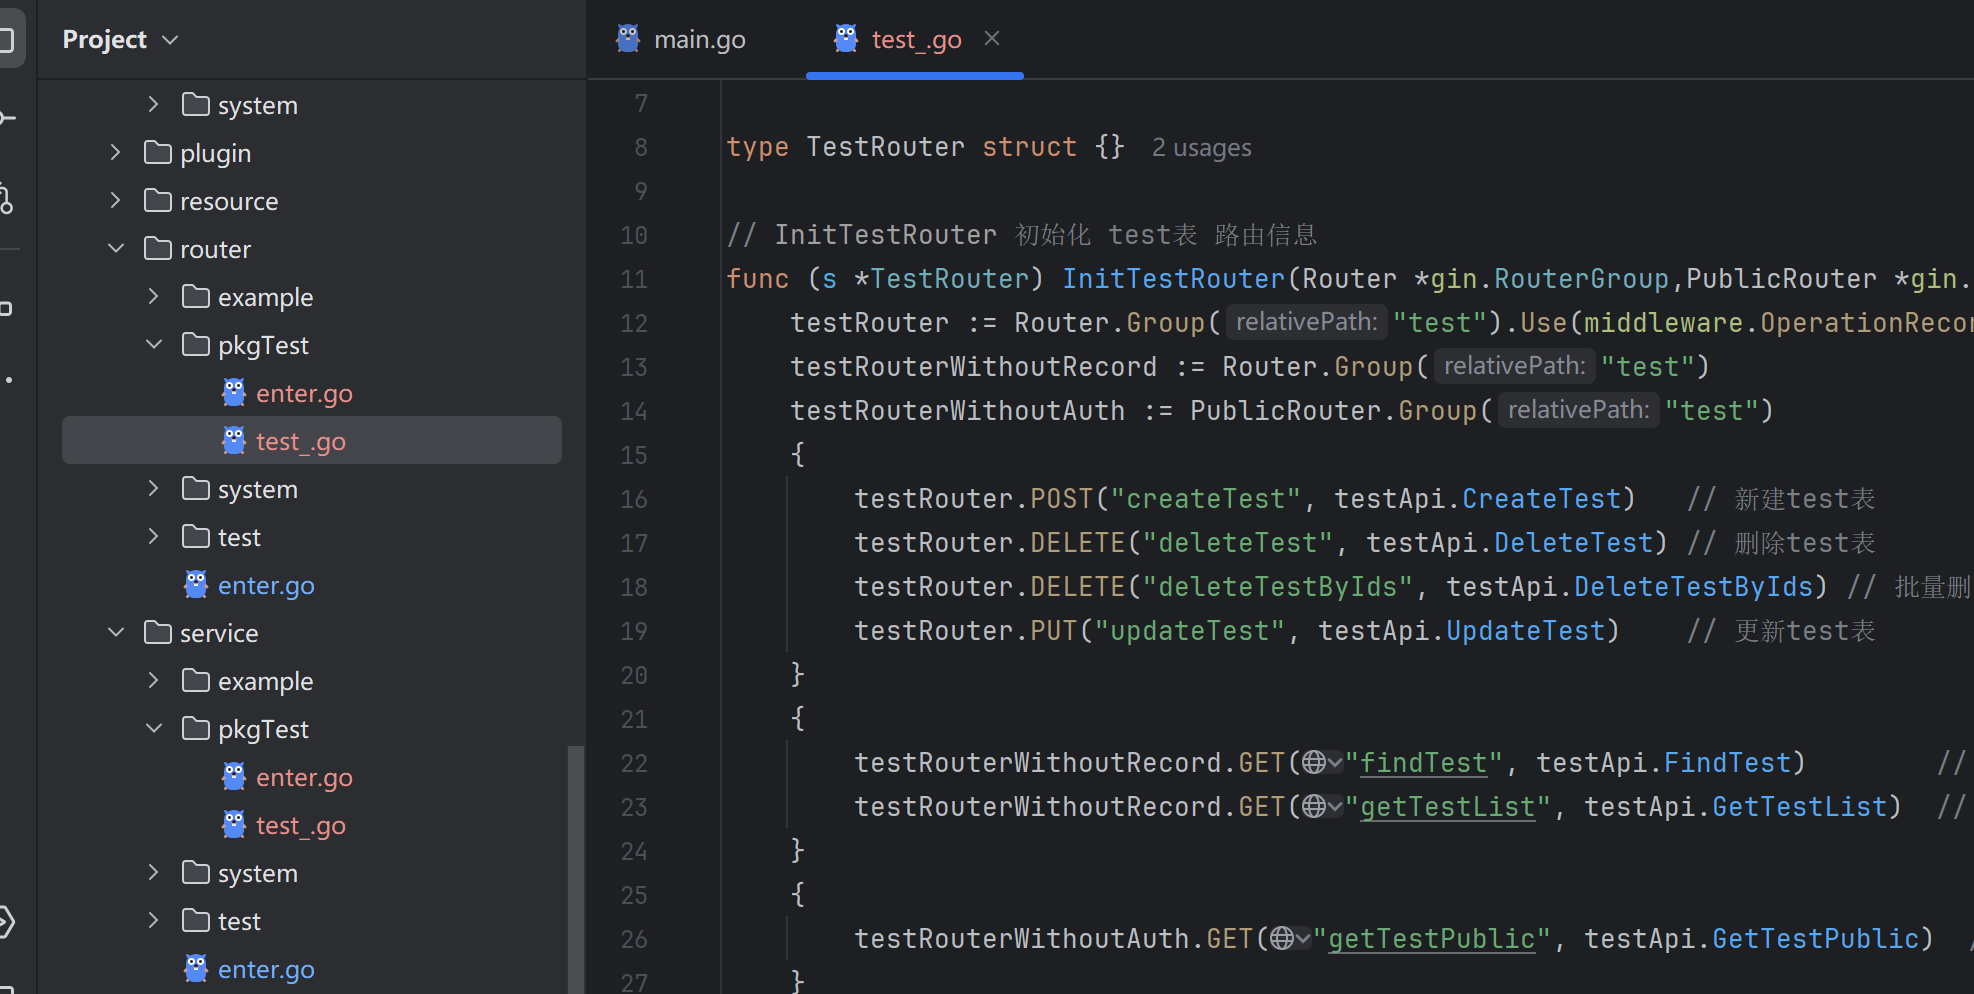 Project
system
plugin
resource
router
example
pkgTest
enter.go
test_.go
system
test
enter.go
service
example
pkgTest
enter.go
test_.go
system
test
enter.go
main.go
test_.go
7
8 type TestRouter struct {} 2 usages
9
10 // InitTestRouter 初始化 test表 路由信息
11 func (s *TestRouter) InitTestRouter(Router *gin.RouterGroup,PublicRouter *gin.
12 testRouter := Router.Group( relativePath: "test").Use(middleware.OperationRecor
13 testRouterWithoutRecord := Router.Group( relativePath: "test")
14 testRouterWithoutAuth := PublicRouter.Group( relativePath: "test")
15 {
16 testRouter.POST("createTest", testApi.CreateTest) // 新建test表
17 testRouter.DELETE("deleteTest", testApi.DeleteTest) // 删除test表
18 testRouter.DELETE("deleteTestByIds", testApi.DeleteTestByIds) // 批量删
19 testRouter.PUT("updateTest", testApi.UpdateTest) // 更新test表
20 }
21 {
22 testRouterWithoutRecord.GET("findTest", testApi.FindTest) //
23 testRouterWithoutRecord.GET("getTestList", testApi.GetTestList) //
24 }
25 {
26 testRouterWithoutAuth.GET("getTestPublic", testApi.GetTestPublic) /
27 }